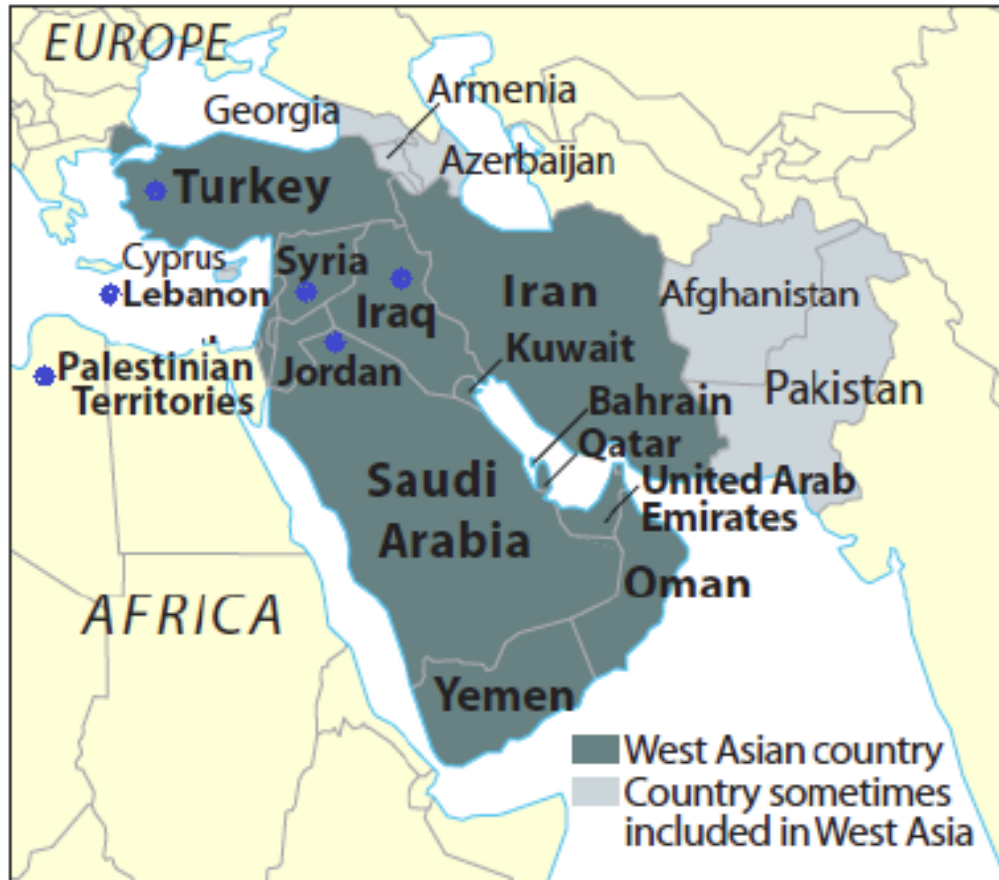 EUROPE
Georgia
Armenia
Azerbaijan
Turkey
Cyprus
Lebanon
Syria
Iraq
Iran
Afghanistan
Palestinian
Territories
Jordan
Kuwait
Pakistan
Bahrain
Qatar
Saudi
Arabia
United Arab
Emirates
Oman
AFRICA
Yemen
West Asian country
Country sometimes
included in West Asia